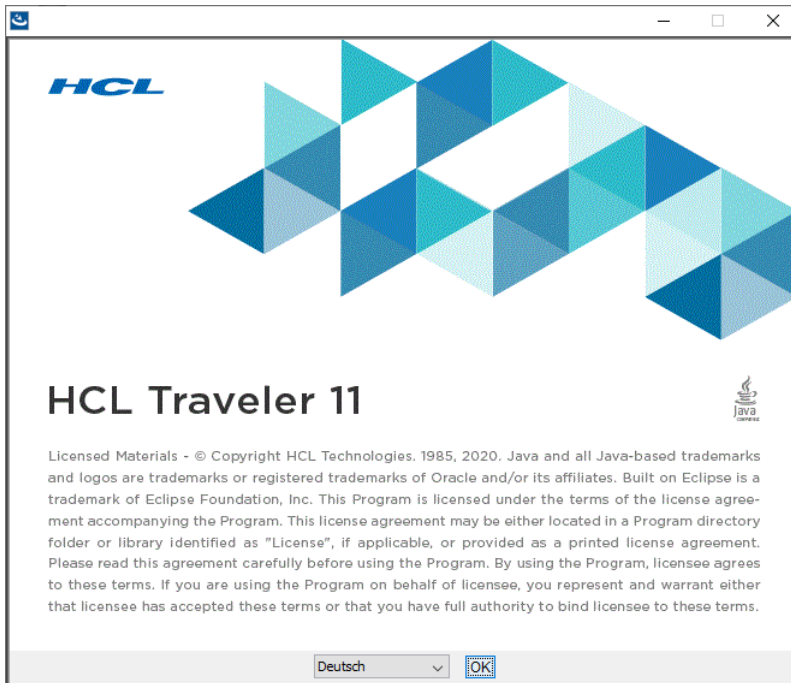 HCL
HCL Traveler 11
Java
COMPATIBLE
Licensed Materials - © Copyright HCL Technologies. 1985, 2020. Java and all Java-based trademarks
and logos are trademarks or registered trademarks of Oracle and/or its affiliates. Built on Eclipse is a
trademark of Eclipse Foundation, Inc. This Program is licensed under the terms of the license agree-
ment accompanying the Program. This license agreement may be either located in a Program directory
folder or library identified as "License", if applicable, or provided as a printed license agreement.
Please read this agreement carefully before using the Program. By using the Program, licensee agrees
to these terms. If you are using the Program on behalf of licensee, you represent and warrant either
that licensee has accepted these terms or that you have full authority to bind licensee to these terms.
Deutsch
OK